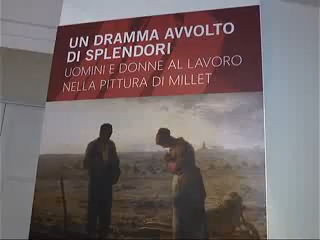 UN DRAMMA AVVOLTO
DI SPLENDORI
UOMINI E DONNE AL LAVORO
NELLA PITTURA DI MILLET